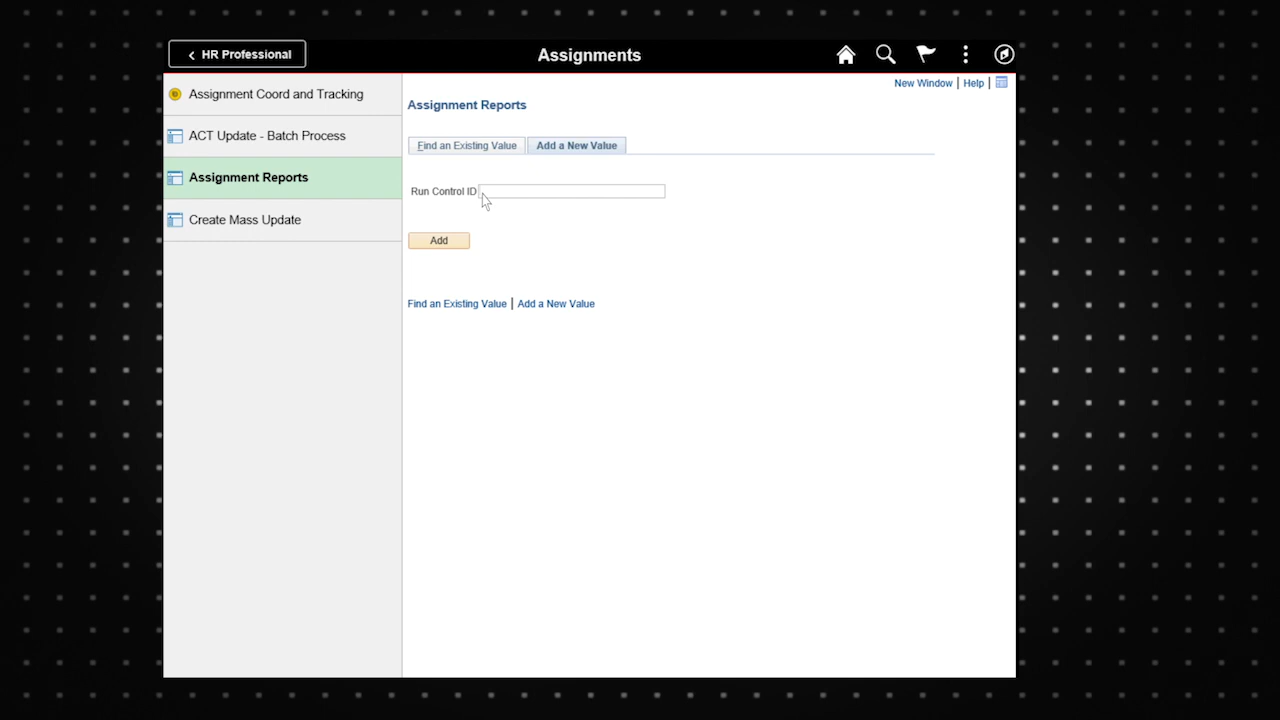 HR Professional
Assignments
Assignment Coord and Tracking
ACT Update - Batch Process
Assignment Reports
Create Mass Update
New Window | Help |
Assignment Reports
Find an Existing Value
Add a New Value
Run Control ID
Add
Find an Existing Value | Add a New Value